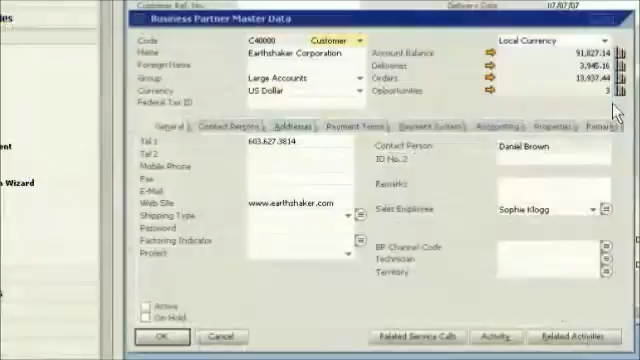 Customer Ref. No.
Delivery Date 07/07/07
Business Partner Master Data
Code C40000 Customer Local Currency
Name Earthshaker Corporation Account Balance 91,827.14
Foreign Name Deliveries 3,945.16
Group Large Accounts Orders 13,937.44
Currency US Dollar Opportunities 3
Federal Tax ID
General Contact Persons Addresses Payment Terms Payment System Accounting Properties Remarks
Tel 1 603.627.3814 Contact Person Daniel Brown
Tel 2 ID No. 2
Mobile Phone
Fax Remarks
E-Mail
Web Site www.earthshaker.com Sales Employee Sophie Klogg
Shipping Type
Password
Factoring Indicator BP Channel Code
Project Technician
Territory
n Wizard
Active
On Hold
OK Cancel Related Service Calls Activity Related Activities